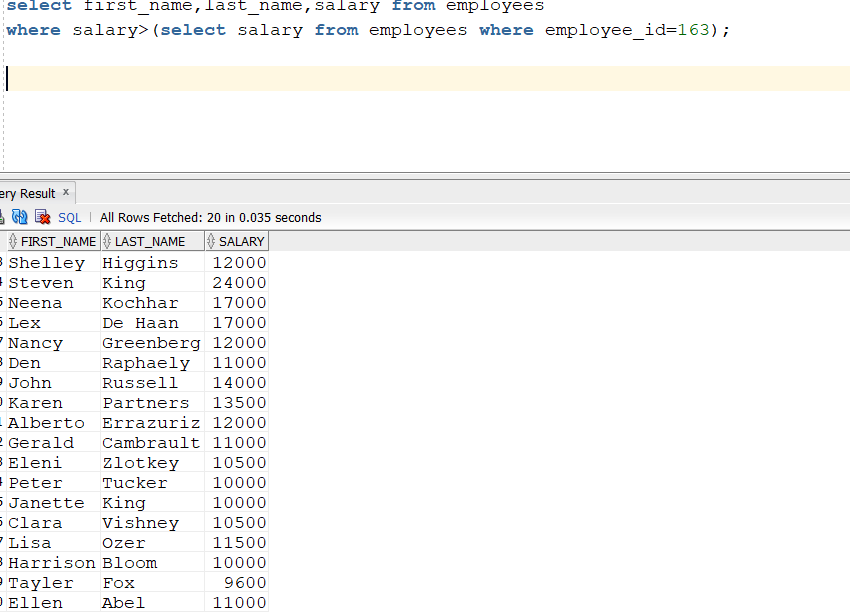 select first_name,last_name,salary from employees
where salary>(select salary from employees where employee_id=163);
ery Result x
SQL | All Rows Fetched: 20 in 0.035 seconds
FIRST_NAME LAST_NAME SALARY
Shelley Higgins 12000
Steven King 24000
Neena Kochhar 17000
Lex De Haan 17000
Nancy Greenberg 12000
Den Raphaely 11000
John Russell 14000
Karen Partners 13500
Alberto Errazuriz 12000
Gerald Cambrault 11000
Eleni Zlotkey 10500
Peter Tucker 10000
Janette King 10000
Clara Vishney 10500
Lisa Ozer 11500
Harrison Bloom 10000
Tayler Fox 9600
Ellen Abel 11000